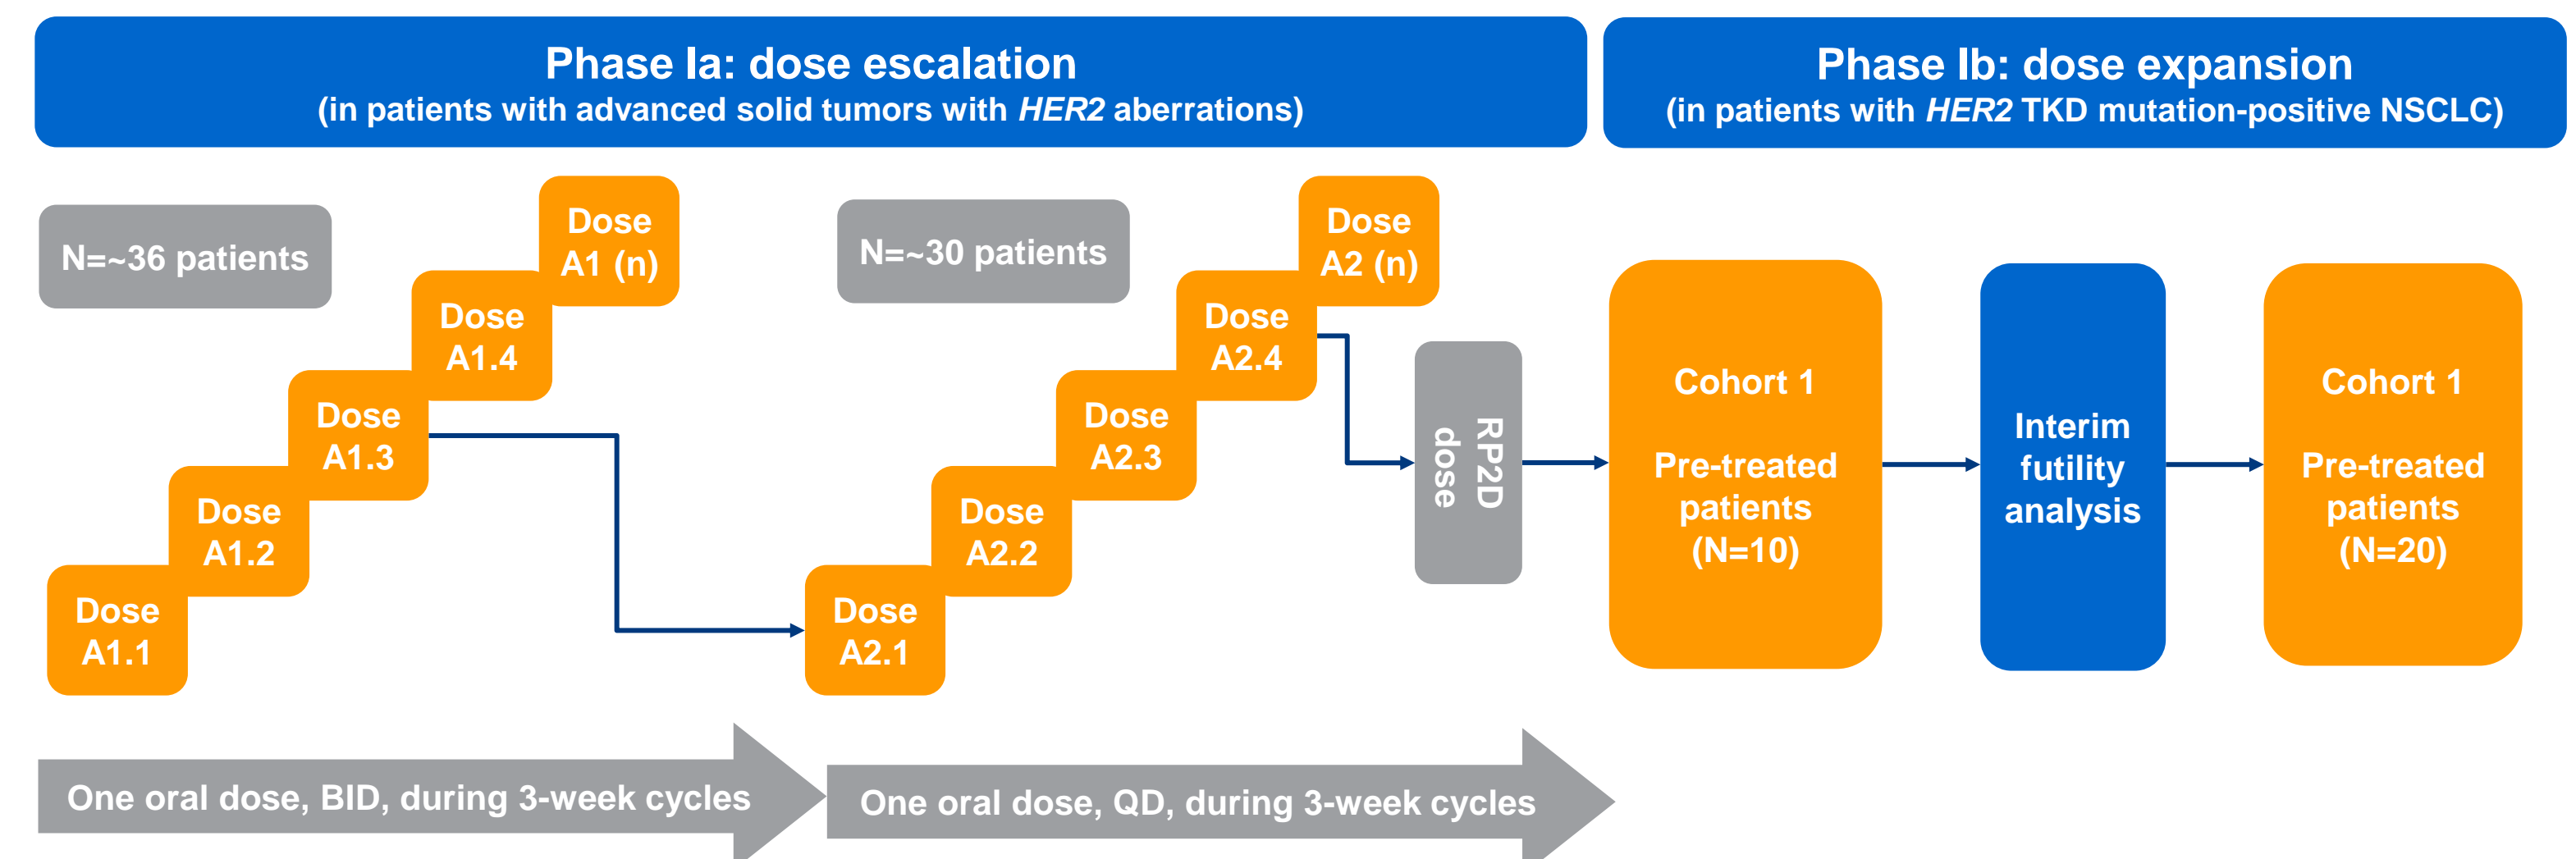 Phase Ia: dose escalation
(in patients with advanced solid tumors with HER2 aberrations)
Phase Ib: dose expansion
(in patients with HER2 TKD mutation-positive NSCLC)
N=~36 patients
Dose
A1.1
Dose
A1.2
Dose
A1.3
Dose
A1.4
Dose
A1 (n)
N=~30 patients
Dose
A2.1
Dose
A2.2
Dose
A2.3
Dose
A2.4
Dose
A2 (n)
RP2D
dose
Cohort 1
Pre-treated
patients
(N=10)
Interim
futility
analysis
Cohort 1
Pre-treated
patients
(N=20)
One oral dose, BID, during 3-week cycles
One oral dose, QD, during 3-week cycles